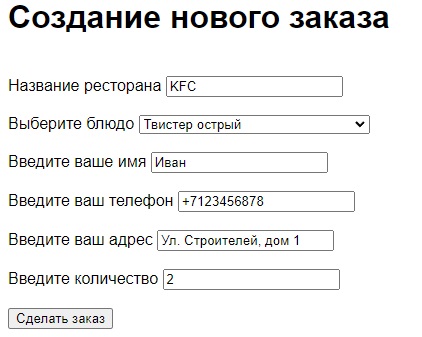 Создание нового заказа
Название ресторана KFC
Выберите блюдо Твистер острый
Введите ваше имя Иван
Введите ваш телефон +7123456878
Введите ваш адрес Ул. Строителей, дом 1
Введите количество 2
Сделать заказ